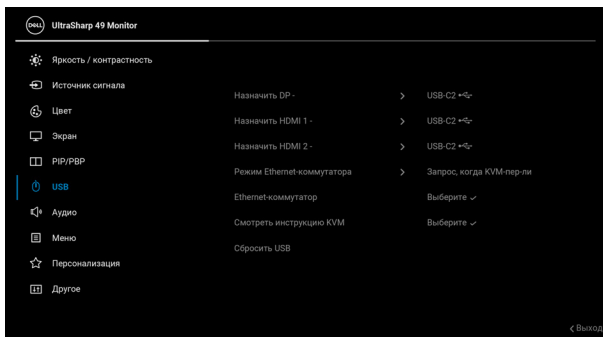 DELL UltraSharp 49 Monitor
Яркость / контрастность
Источник сигнала
Назначить DP - USB-C2
Цвет
Назначить HDMI 1 - USB-C2
Экран
Назначить HDMI 2 - USB-C2
PIP/PBP
Режим Ethernet-коммутатора Запрос, когда KVM-пер-ли
USB
Ethernet-коммутатор Выберите
Аудио
Смотреть инструкцию KVM Выберите
Меню
Сбросить USB
Персонализация
Другое
Выход